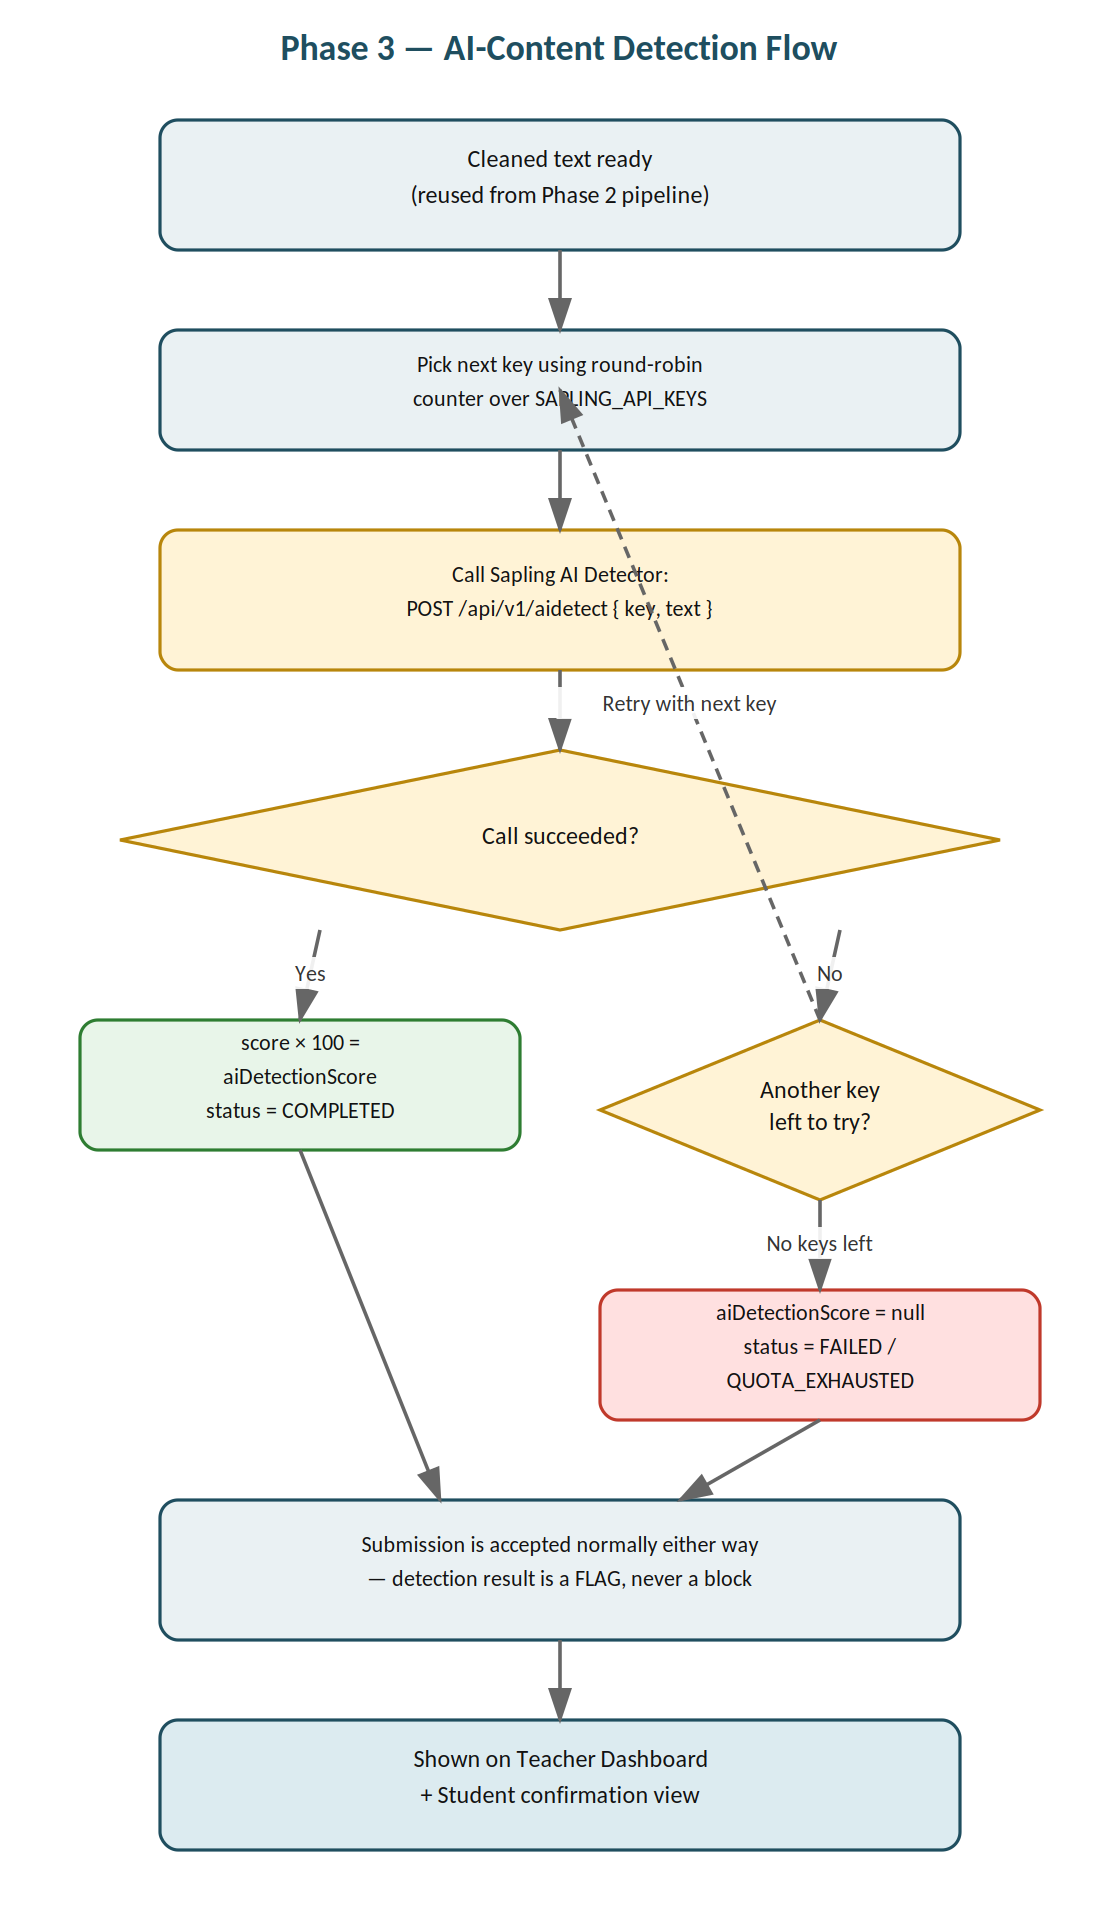 Phase 3 — AI-Content Detection Flow
Cleaned text ready
(reused from Phase 2 pipeline)
Pick next key using round-robin
counter over SAPLING_API_KEYS
Call Sapling AI Detector:
POST /api/v1/aidetect { key, text }
Retry with next key
Call succeeded?
Yes
No
score × 100 =
aiDetectionScore
status = COMPLETED
Another key
left to try?
No keys left
aiDetectionScore = null
status = FAILED /
QUOTA_EXHAUSTED
Submission is accepted normally either way
— detection result is a FLAG, never a block
Shown on Teacher Dashboard
+ Student confirmation view